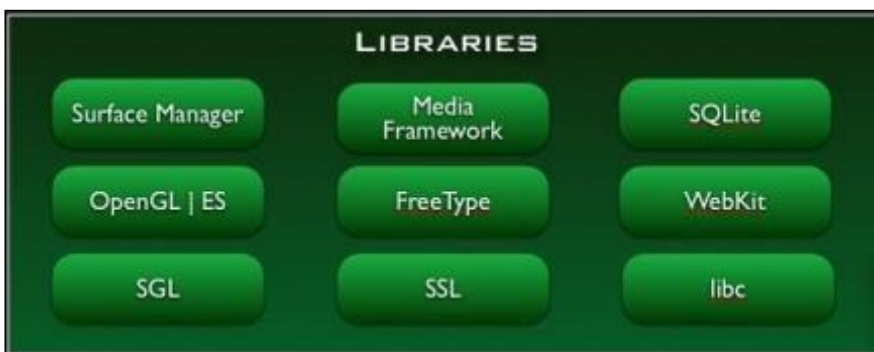 LIBRARIES
Surface Manager
Media
Framework
SQLite
OpenGL | ES
FreeType
WebKit
SGL
SSL
libc